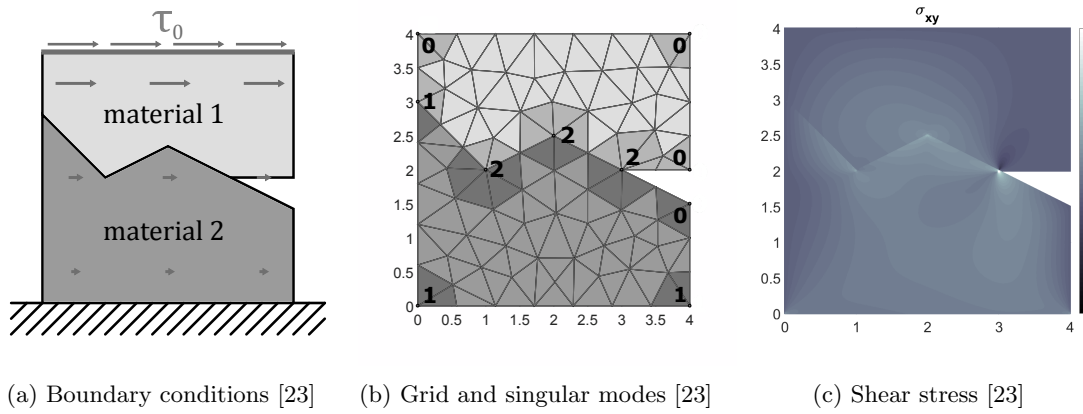 τ0
material 1
material 2
(a) Boundary conditions [23]
4
3.5
3
2.5
2
1.5
1
0.5
0
0 0.5 1 1.5 2 2.5 3 3.5 4
0 0
1
2
2 2 0
0
1 1
(b) Grid and singular modes [23]
σxy
4
3.5
3
2.5
2
1.5
1
0.5
0
0 1 2 3 4
(c) Shear stress [23]